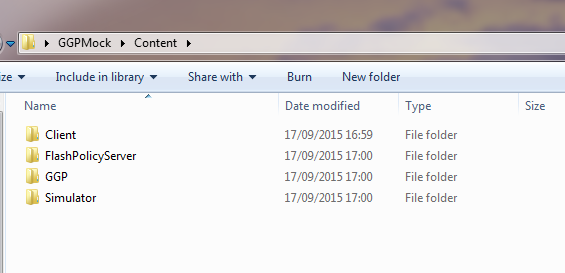 GGPMock Content
ze Include in library Share with Burn New folder
Name Date modified Type Size
Client 17/09/2015 16:59 File folder
FlashPolicyServer 17/09/2015 17:00 File folder
GGP 17/09/2015 17:00 File folder
Simulator 17/09/2015 17:00 File folder